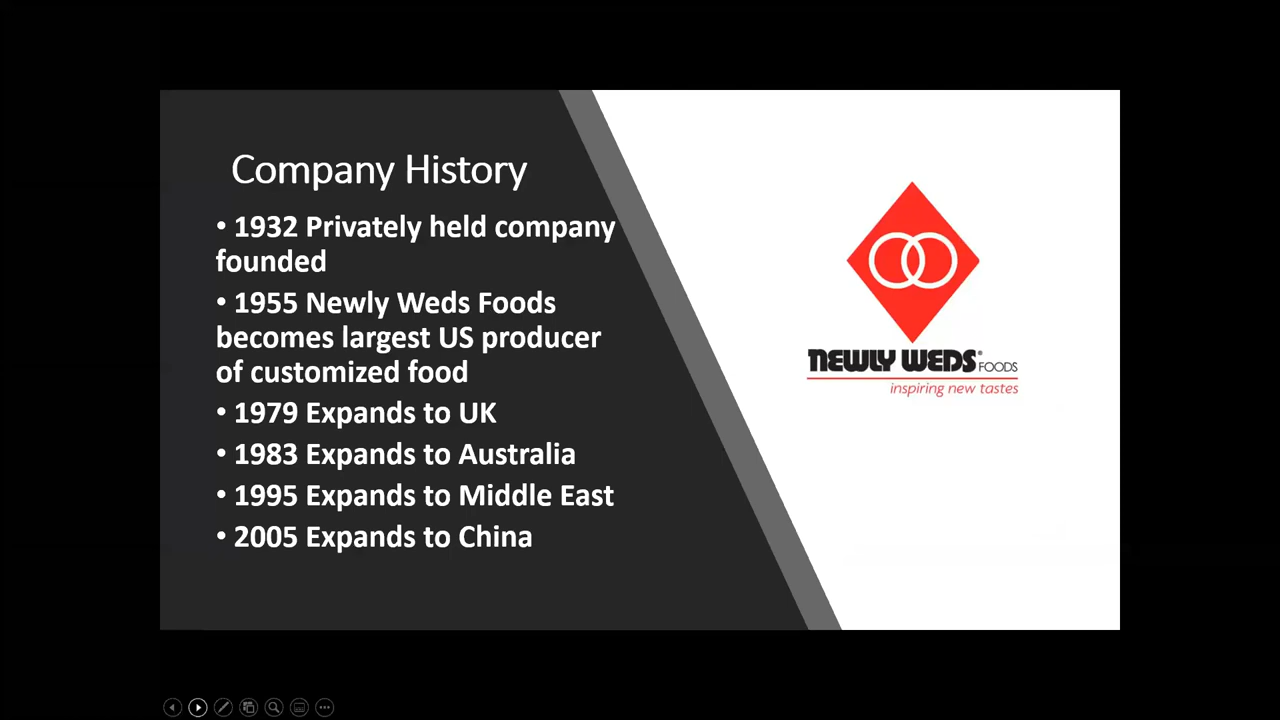 Company History
• 1932 Privately held company
founded
• 1955 Newly Weds Foods
becomes largest US producer
of customized food
• 1979 Expands to UK
• 1983 Expands to Australia
• 1995 Expands to Middle East
• 2005 Expands to China
NEWLY WEDS® FOODS
inspiring new tastes